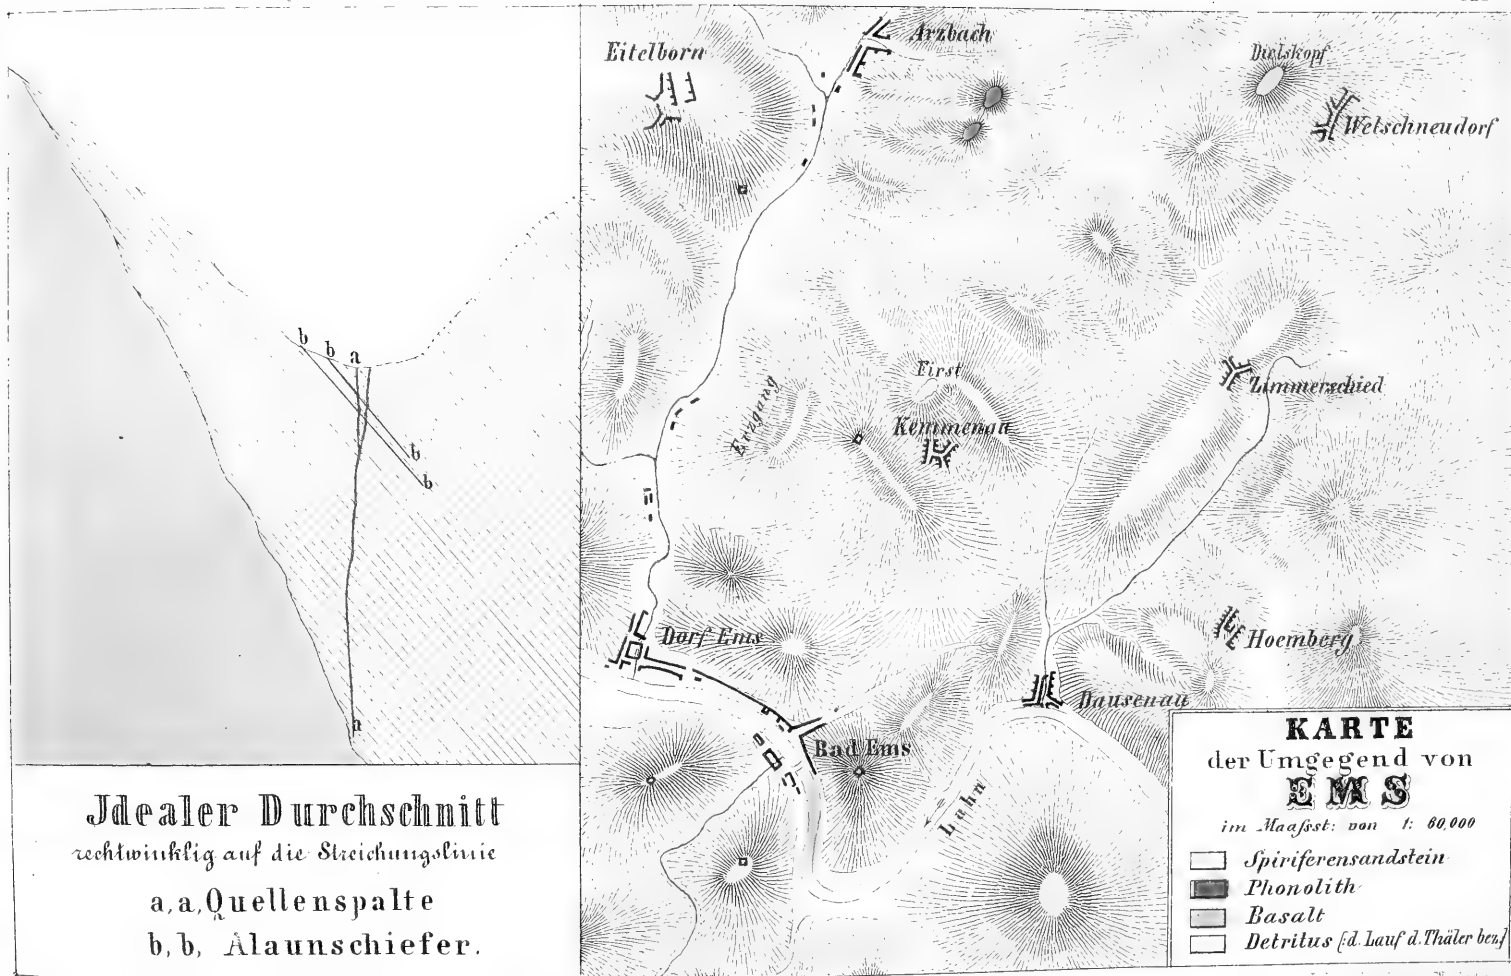 b
b
a
b
b
a
Jdealer Durchschnitt
rechtwinklig auf die Streichungslinie
a, a, Quellenspalte
b, b, Alaunschiefer.
Eitelborn
Arzbach
Dielskopf
Welschneudorf
First
Erzgang
Kemmenau
Zimmerschied
Dorf Ems
Hoemberg
Dausenau
Bad Ems
Lahn
KARTE
der Umgegend von
EMS
im Maafsst: von 1: 60,000
Spiriferensandstein
Phonolith
Basalt
Detritus [:d. Lauf d. Thäler bez.]